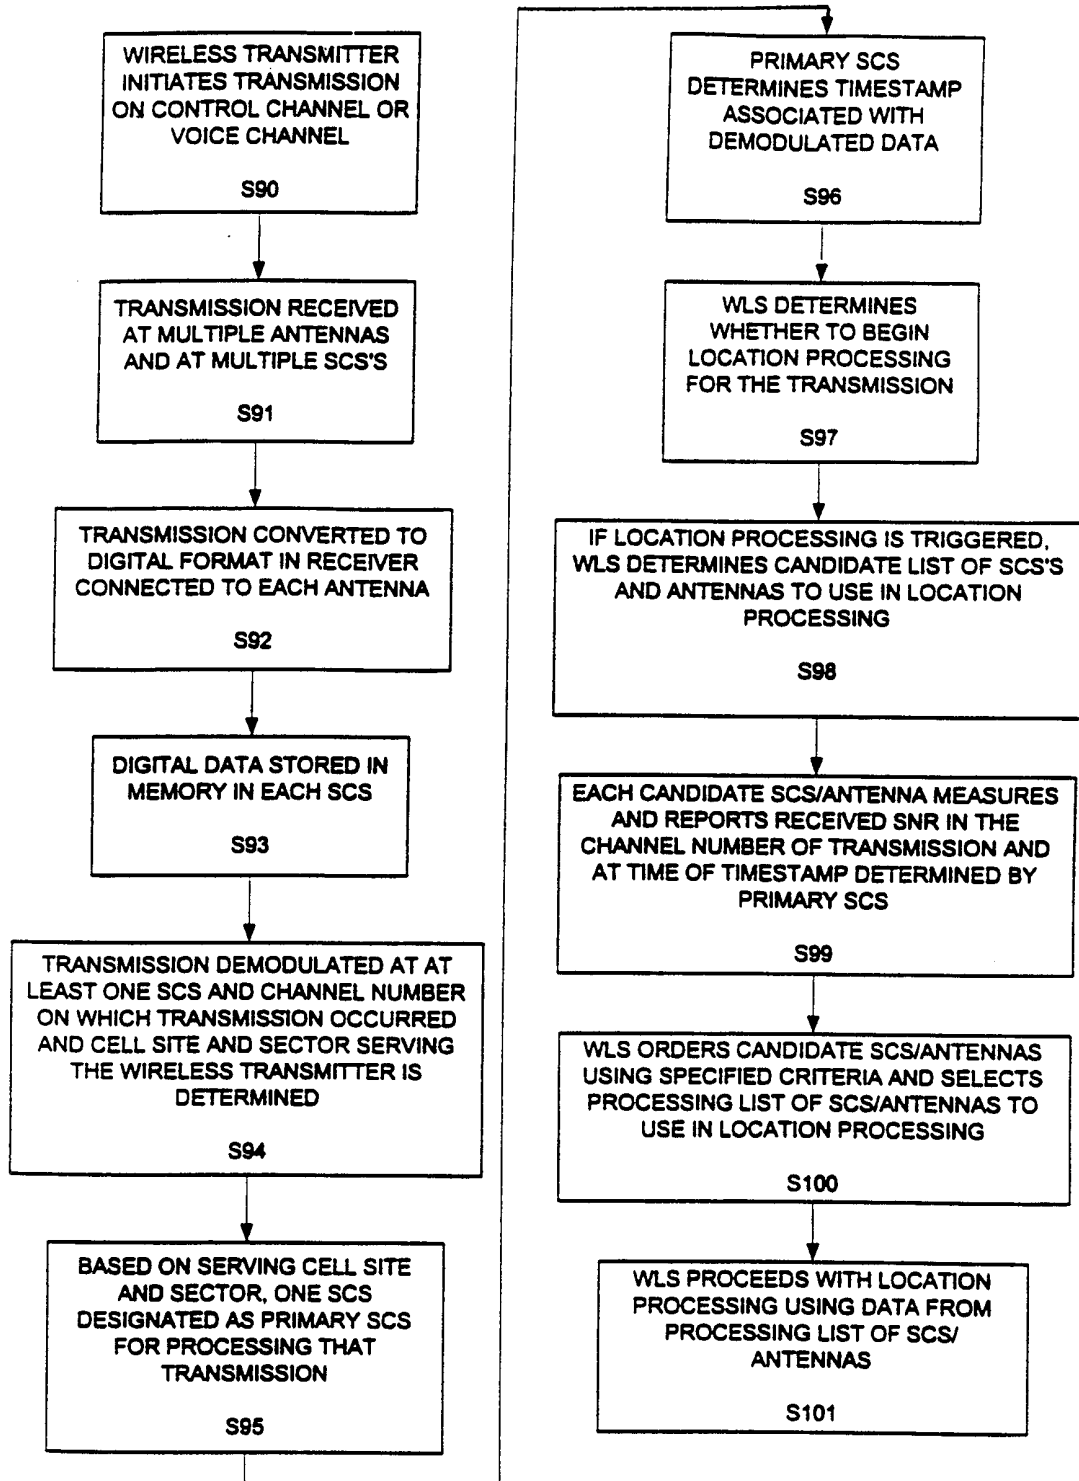 WIRELESS TRANSMITTER
INITIATES TRANSMISSION
ON CONTROL CHANNEL OR
VOICE CHANNEL
S90
TRANSMISSION RECEIVED
AT MULTIPLE ANTENNAS
AND AT MULTIPLE SCS'S
S91
TRANSMISSION CONVERTED TO
DIGITAL FORMAT IN RECEIVER
CONNECTED TO EACH ANTENNA
S92
DIGITAL DATA STORED IN
MEMORY IN EACH SCS
S93
TRANSMISSION DEMODULATED AT AT
LEAST ONE SCS AND CHANNEL NUMBER
ON WHICH TRANSMISSION OCCURRED
AND CELL SITE AND SECTOR SERVING
THE WIRELESS TRANSMITTER IS
DETERMINED
S94
BASED ON SERVING CELL SITE
AND SECTOR, ONE SCS
DESIGNATED AS PRIMARY SCS
FOR PROCESSING THAT
TRANSMISSION
S95
PRIMARY SCS
DETERMINES TIMESTAMP
ASSOCIATED WITH
DEMODULATED DATA
S96
WLS DETERMINES
WHETHER TO BEGIN
LOCATION PROCESSING
FOR THE TRANSMISSION
S97
IF LOCATION PROCESSING IS TRIGGERED,
WLS DETERMINES CANDIDATE LIST OF SCS'S
AND ANTENNAS TO USE IN LOCATION
PROCESSING
S98
EACH CANDIDATE SCS/ANTENNA MEASURES
AND REPORTS RECEIVED SNR IN THE
CHANNEL NUMBER OF TRANSMISSION AND
AT TIME OF TIMESTAMP DETERMINED BY
PRIMARY SCS
S99
WLS ORDERS CANDIDATE SCS/ANTENNAS
USING SPECIFIED CRITERIA AND SELECTS
PROCESSING LIST OF SCS/ANTENNAS TO
USE IN LOCATION PROCESSING
S100
WLS PROCEEDS WITH LOCATION
PROCESSING USING DATA FROM
PROCESSING LIST OF SCS/
ANTENNAS
S101